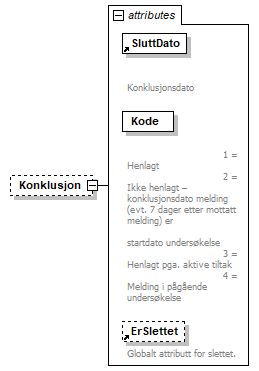 attributes
SluttDato
Konklusjonsdato
Kode
1 =
Henlagt
2 =
Ikke henlagt –
konklusjonsdato melding
(evt. 7 dager etter mottatt
melding) er
startdato undersøkelse
3 =
Henlagt pga. aktive tiltak
4 =
Melding i pågående
undersøkelse
Konklusjon
ErSlettet
Globalt attributt for slettet.